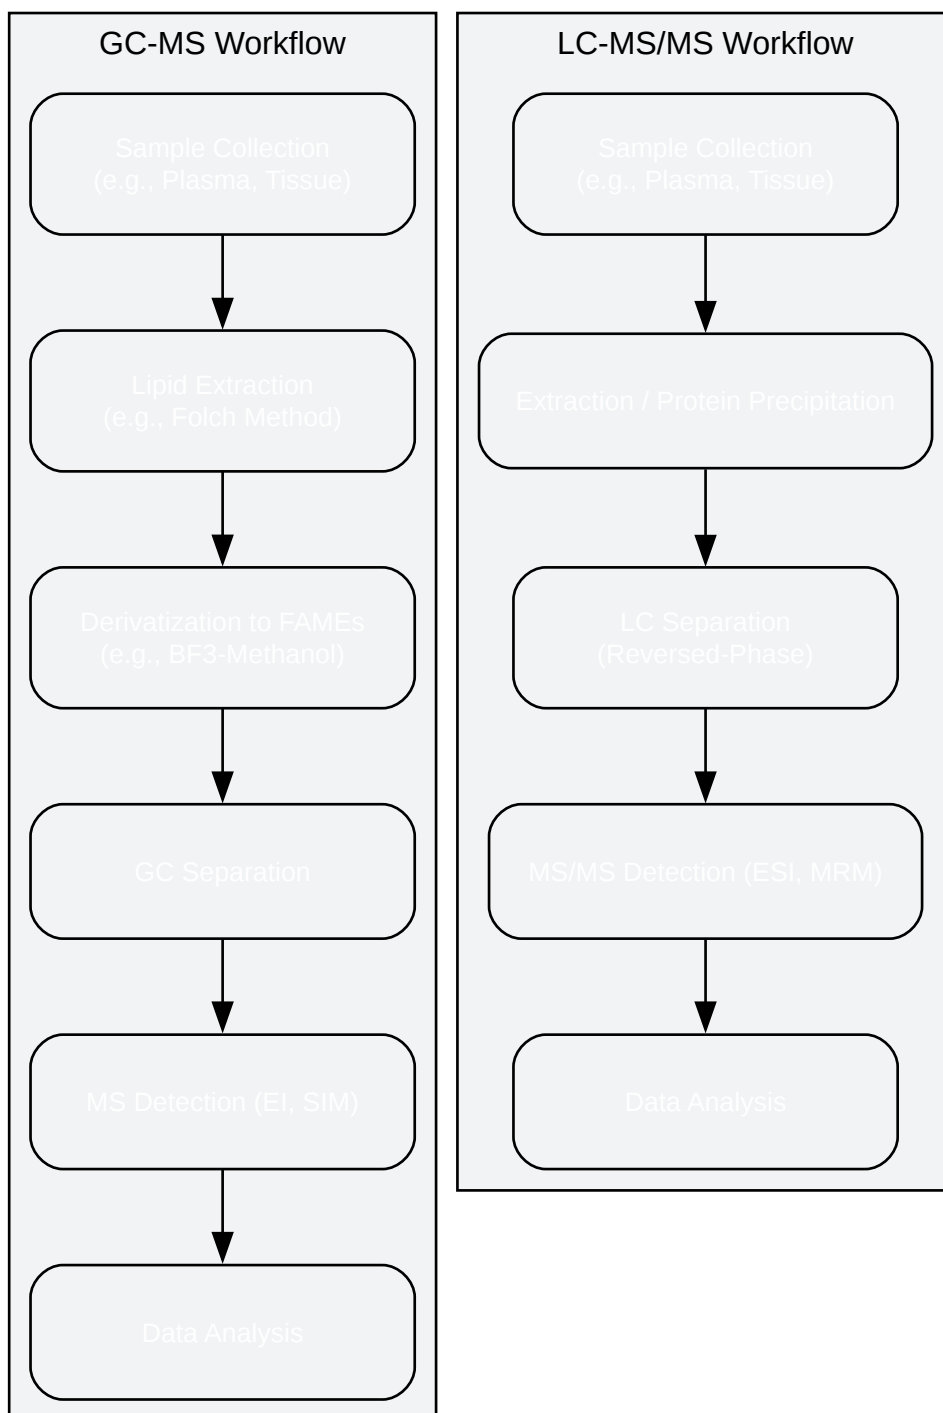 GC-MS Workflow
Sample Collection
(e.g., Plasma, Tissue)
Lipid Extraction
(e.g., Folch Method)
Derivatization to FAMEs
(e.g., BF3-Methanol)
GC Separation
MS Detection (EI, SIM)
Data Analysis
LC-MS/MS Workflow
Sample Collection
(e.g., Plasma, Tissue)
Extraction / Protein Precipitation
LC Separation
(Reversed-Phase)
MS/MS Detection (ESI, MRM)
Data Analysis